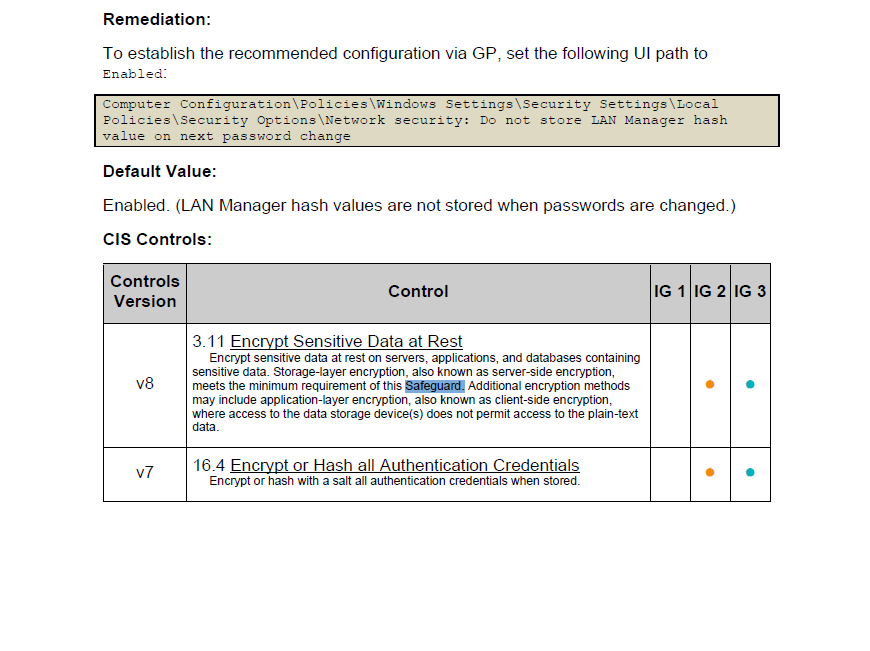 Remediation:
To establish the recommended configuration via GP, set the following UI path to
Enabled:
Computer Configuration\Policies\Windows Settings\Security Settings\Local
Policies\Security Options\Network security: Do not store LAN Manager hash
value on next password change
Default Value:
Enabled. (LAN Manager hash values are not stored when passwords are changed.)
CIS Controls:
Controls Version
Control
IG 1
IG 2
IG 3
v8
3.11 Encrypt Sensitive Data at Rest
Encrypt sensitive data at rest on servers, applications, and databases containing
sensitive data. Storage-layer encryption, also known as server-side encryption,
meets the minimum requirement of this Safeguard. Additional encryption methods
may include application-layer encryption, also known as client-side encryption,
where access to the data storage device(s) does not permit access to the plain-text
data.
v7
16.4 Encrypt or Hash all Authentication Credentials
Encrypt or hash with a salt all authentication credentials when stored.